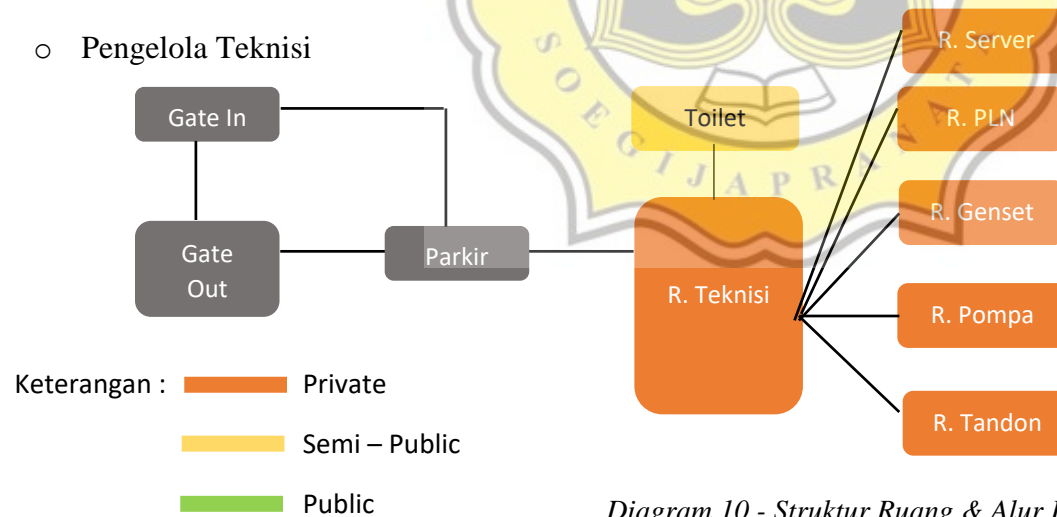 ○ Pengelola Teknisi
Gate In
Toilet
R. Server
R. PLN
R. Genset
Gate
Out
Parkir
R. Teknisi
R. Pompa
R. Tandon
Keterangan :
Private
Semi – Public
Public
Diagram 10 - Struktur Ruang & Alur
SOEGIJAPRANAT